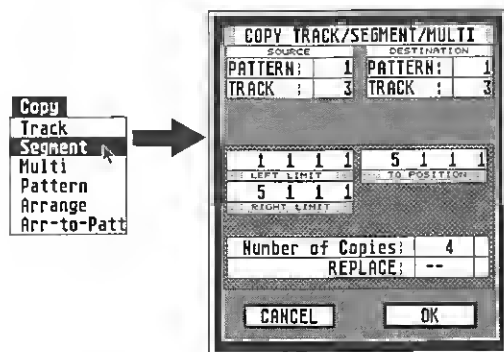 Copy
Track
Segment
Multi
Pattern
Arrange
Arr-to-Patt
COPY TRACK/SEGMENT/MULTI
SOURCE DESTINATION
PATTERN: 1 PATTERN: 1
TRACK : 3 TRACK : 3
1 1 1 1 5 1 1 1
LEFT LIMIT TO POSITION
5 1 1 1
RIGHT LIMIT
Number of Copies: 4
REPLACE: --
CANCEL OK